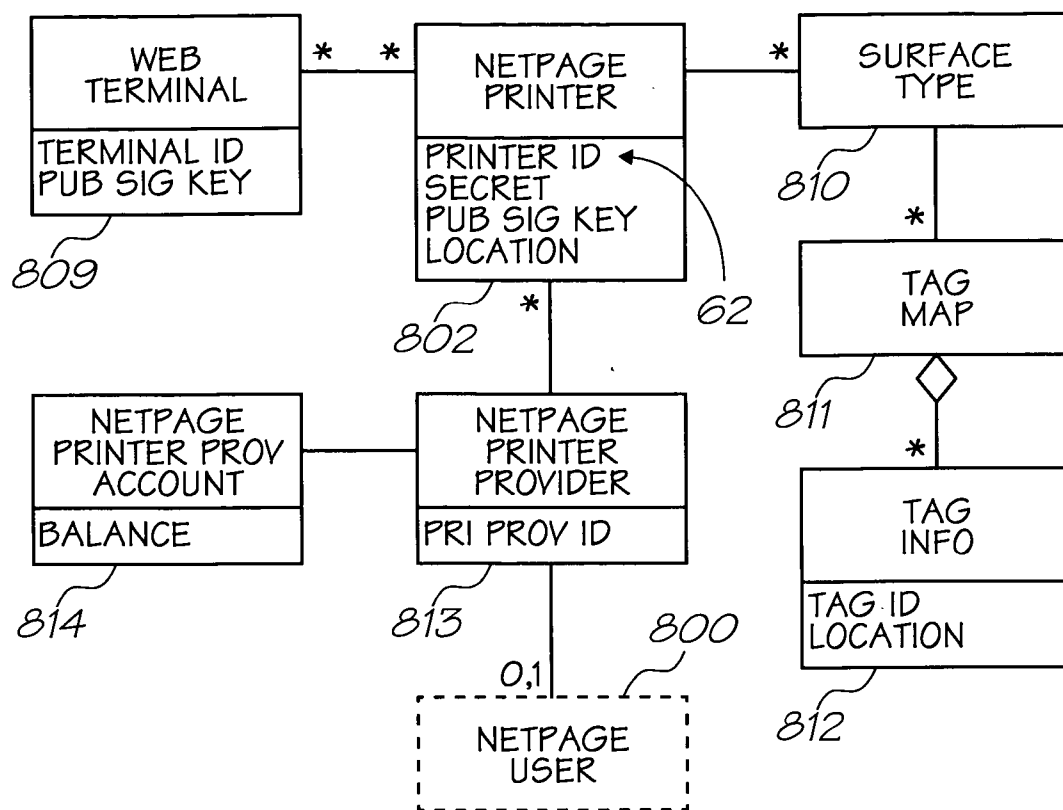 WEB
TERMINAL
TERMINAL ID
PUB SIG KEY
809
*
*
NETPAGE
PRINTER
PRINTER ID
SECRET
PUB SIG KEY
LOCATION
62
802
*
*
SURFACE
TYPE
810
*
TAG
MAP
811
*
TAG
INFO
TAG ID
LOCATION
812
NETPAGE
PRINTER PROV
ACCOUNT
BALANCE
814
NETPAGE
PRINTER
PROVIDER
PRI PROV ID
813
0,1
800
NETPAGE
USER